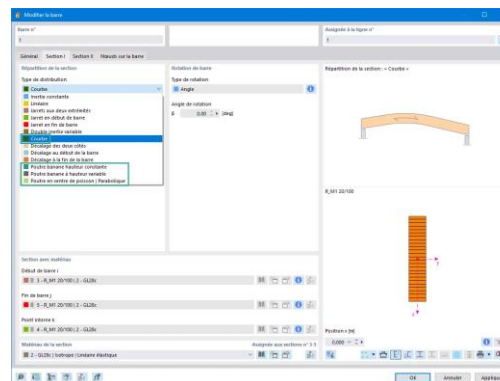 Modifier la barre
Barre n°
Assignée à la ligne n°
Général Section I Section II Nœuds sur la barre
Répartition de la section
Type de distribution
Courbe
Inertie constante
Linéaire
Jarrets aux deux extrémités
Jarret en début de barre
Jarret en fin de barre
Double inertie variable
Courbe
Décalage des deux côtés
Décalage au début de la barre
Décalage à la fin de la barre
Poutre banane hauteur constante
Poutre banane à hauteur variable
Poutre en ventre de poisson | Parabolique
Rotation de barre
Type de rotation
Angle
Angle de rotation
β 0.00 [deg]
Répartition de la section : « Courbe »
R_M1 20/100
Section avec matériau
Début de barre i
3 - R_M1 20/100 | 2 - GL28c
Fin de barre j
5 - R_M1 20/100 | 2 - GL28c
Point interne k
4 - R_M1 20/100 | 2 - GL28c
Matériau de la section
Assignée aux sections n° 3-5
2 - GL28c | Isotrope | Linéaire élastique
Position x [m]
0.000
OK Annuler Appliqu